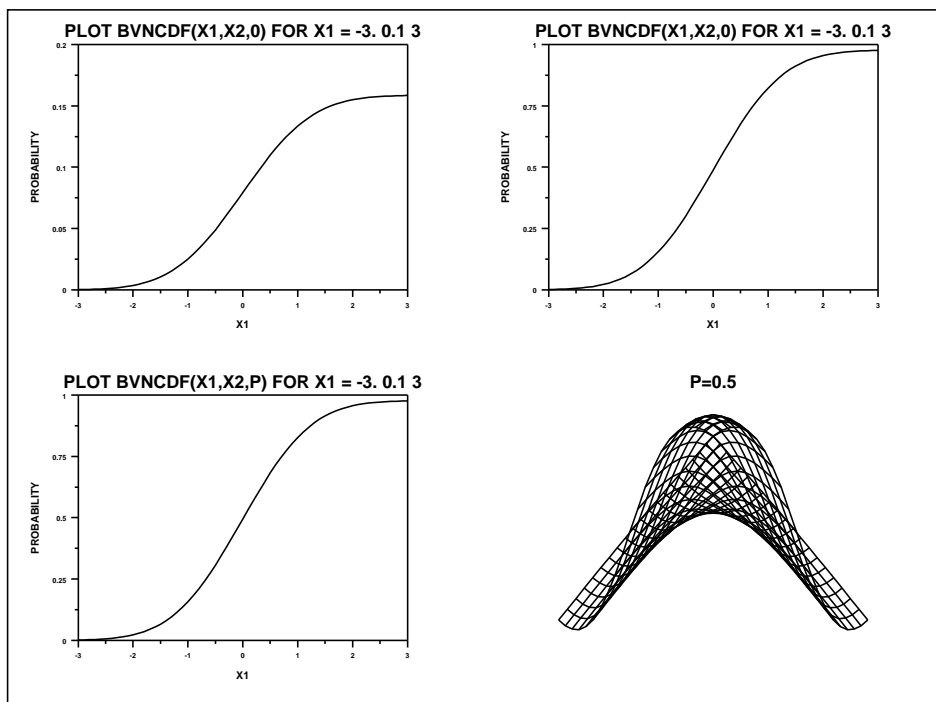 PLOT BVNCDF(X1,X2,0) FOR X1 = -3. 0.1 3
0.2
0.15
0.1
0.05
0
PROBABILITY
-3 -2 -1 0 1 2 3
X1
PLOT BVNCDF(X1,X2,0) FOR X1 = -3. 0.1 3
1
0.75
0.5
0.25
0
PROBABILITY
-3 -2 -1 0 1 2 3
X1
PLOT BVNCDF(X1,X2,P) FOR X1 = -3. 0.1 3
1
0.75
0.5
0.25
0
PROBABILITY
-3 -2 -1 0 1 2 3
X1
P=0.5